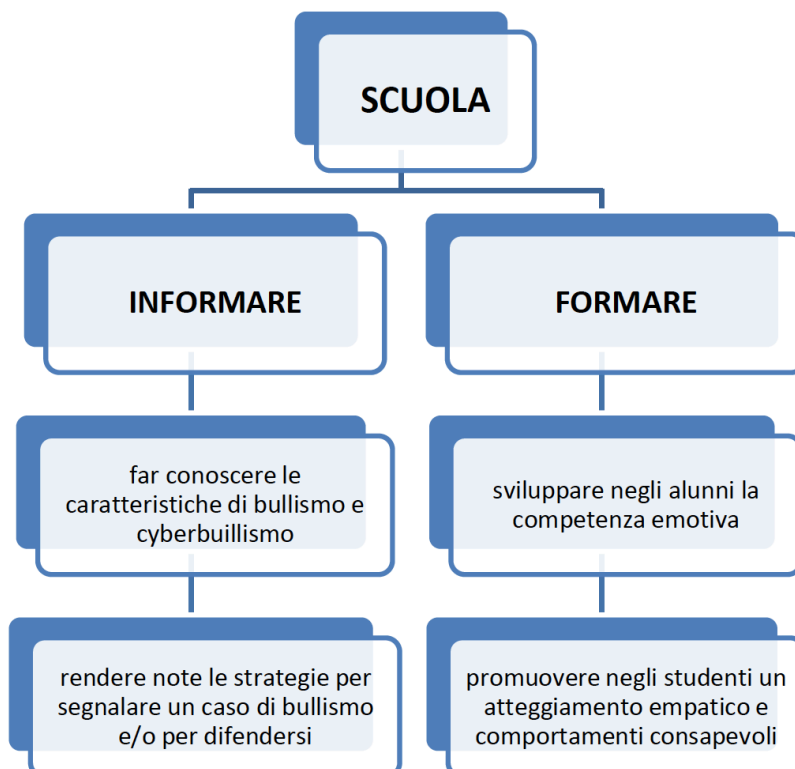 SCUOLA
INFORMARE
FORMARE
far conoscere le
caratteristiche di bullismo e
cyberbuillismo
sviluppare negli alunni la
competenza emotiva
rendere note le strategie per
segnalare un caso di bullismo
e/o per difendersi
promuovere negli studenti un
atteggiamento empatico e
comportamenti consapevoli